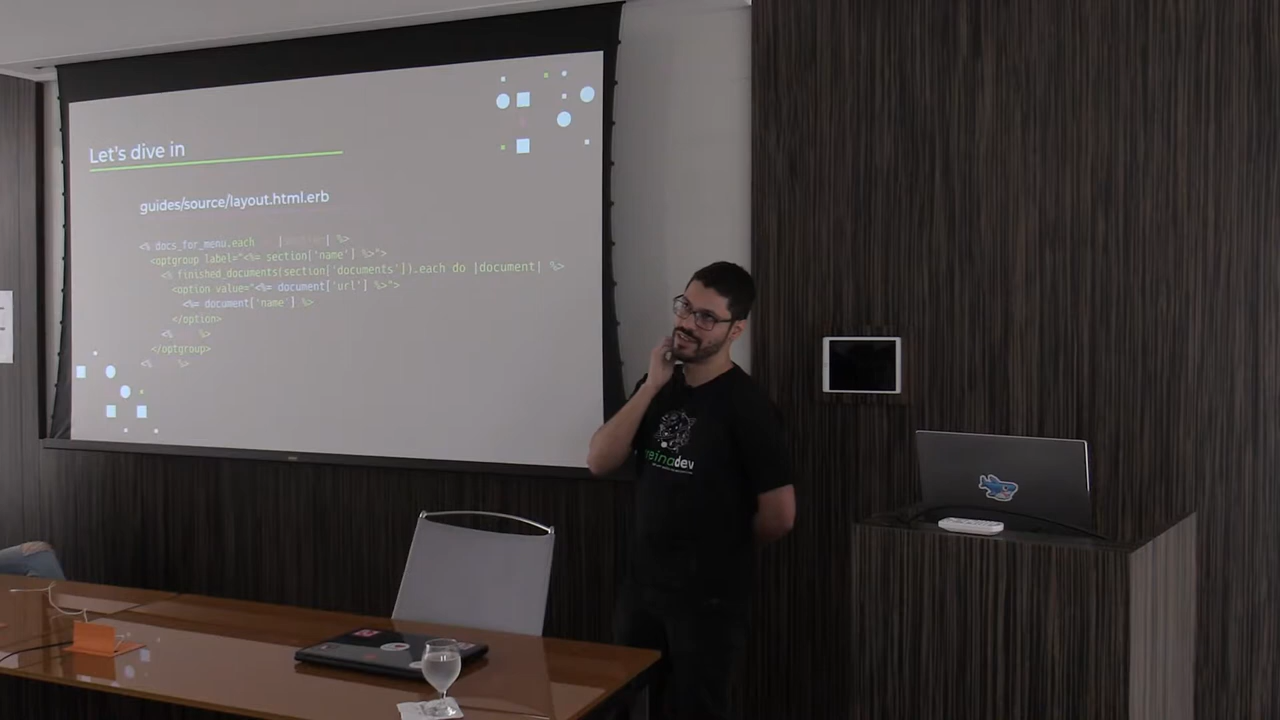 Let's dive in
guides/source/layout.html.erb
<% docs_for_menu.each | | %>
<optgroup label="<%= section['name'] %>">
<% finished_documents(section['documents']).each do |document| %>
<option value="<%= document['url'] %>">
<%= document['name'] %>
</option>
<% %>
</optgroup>
<% %>
dev